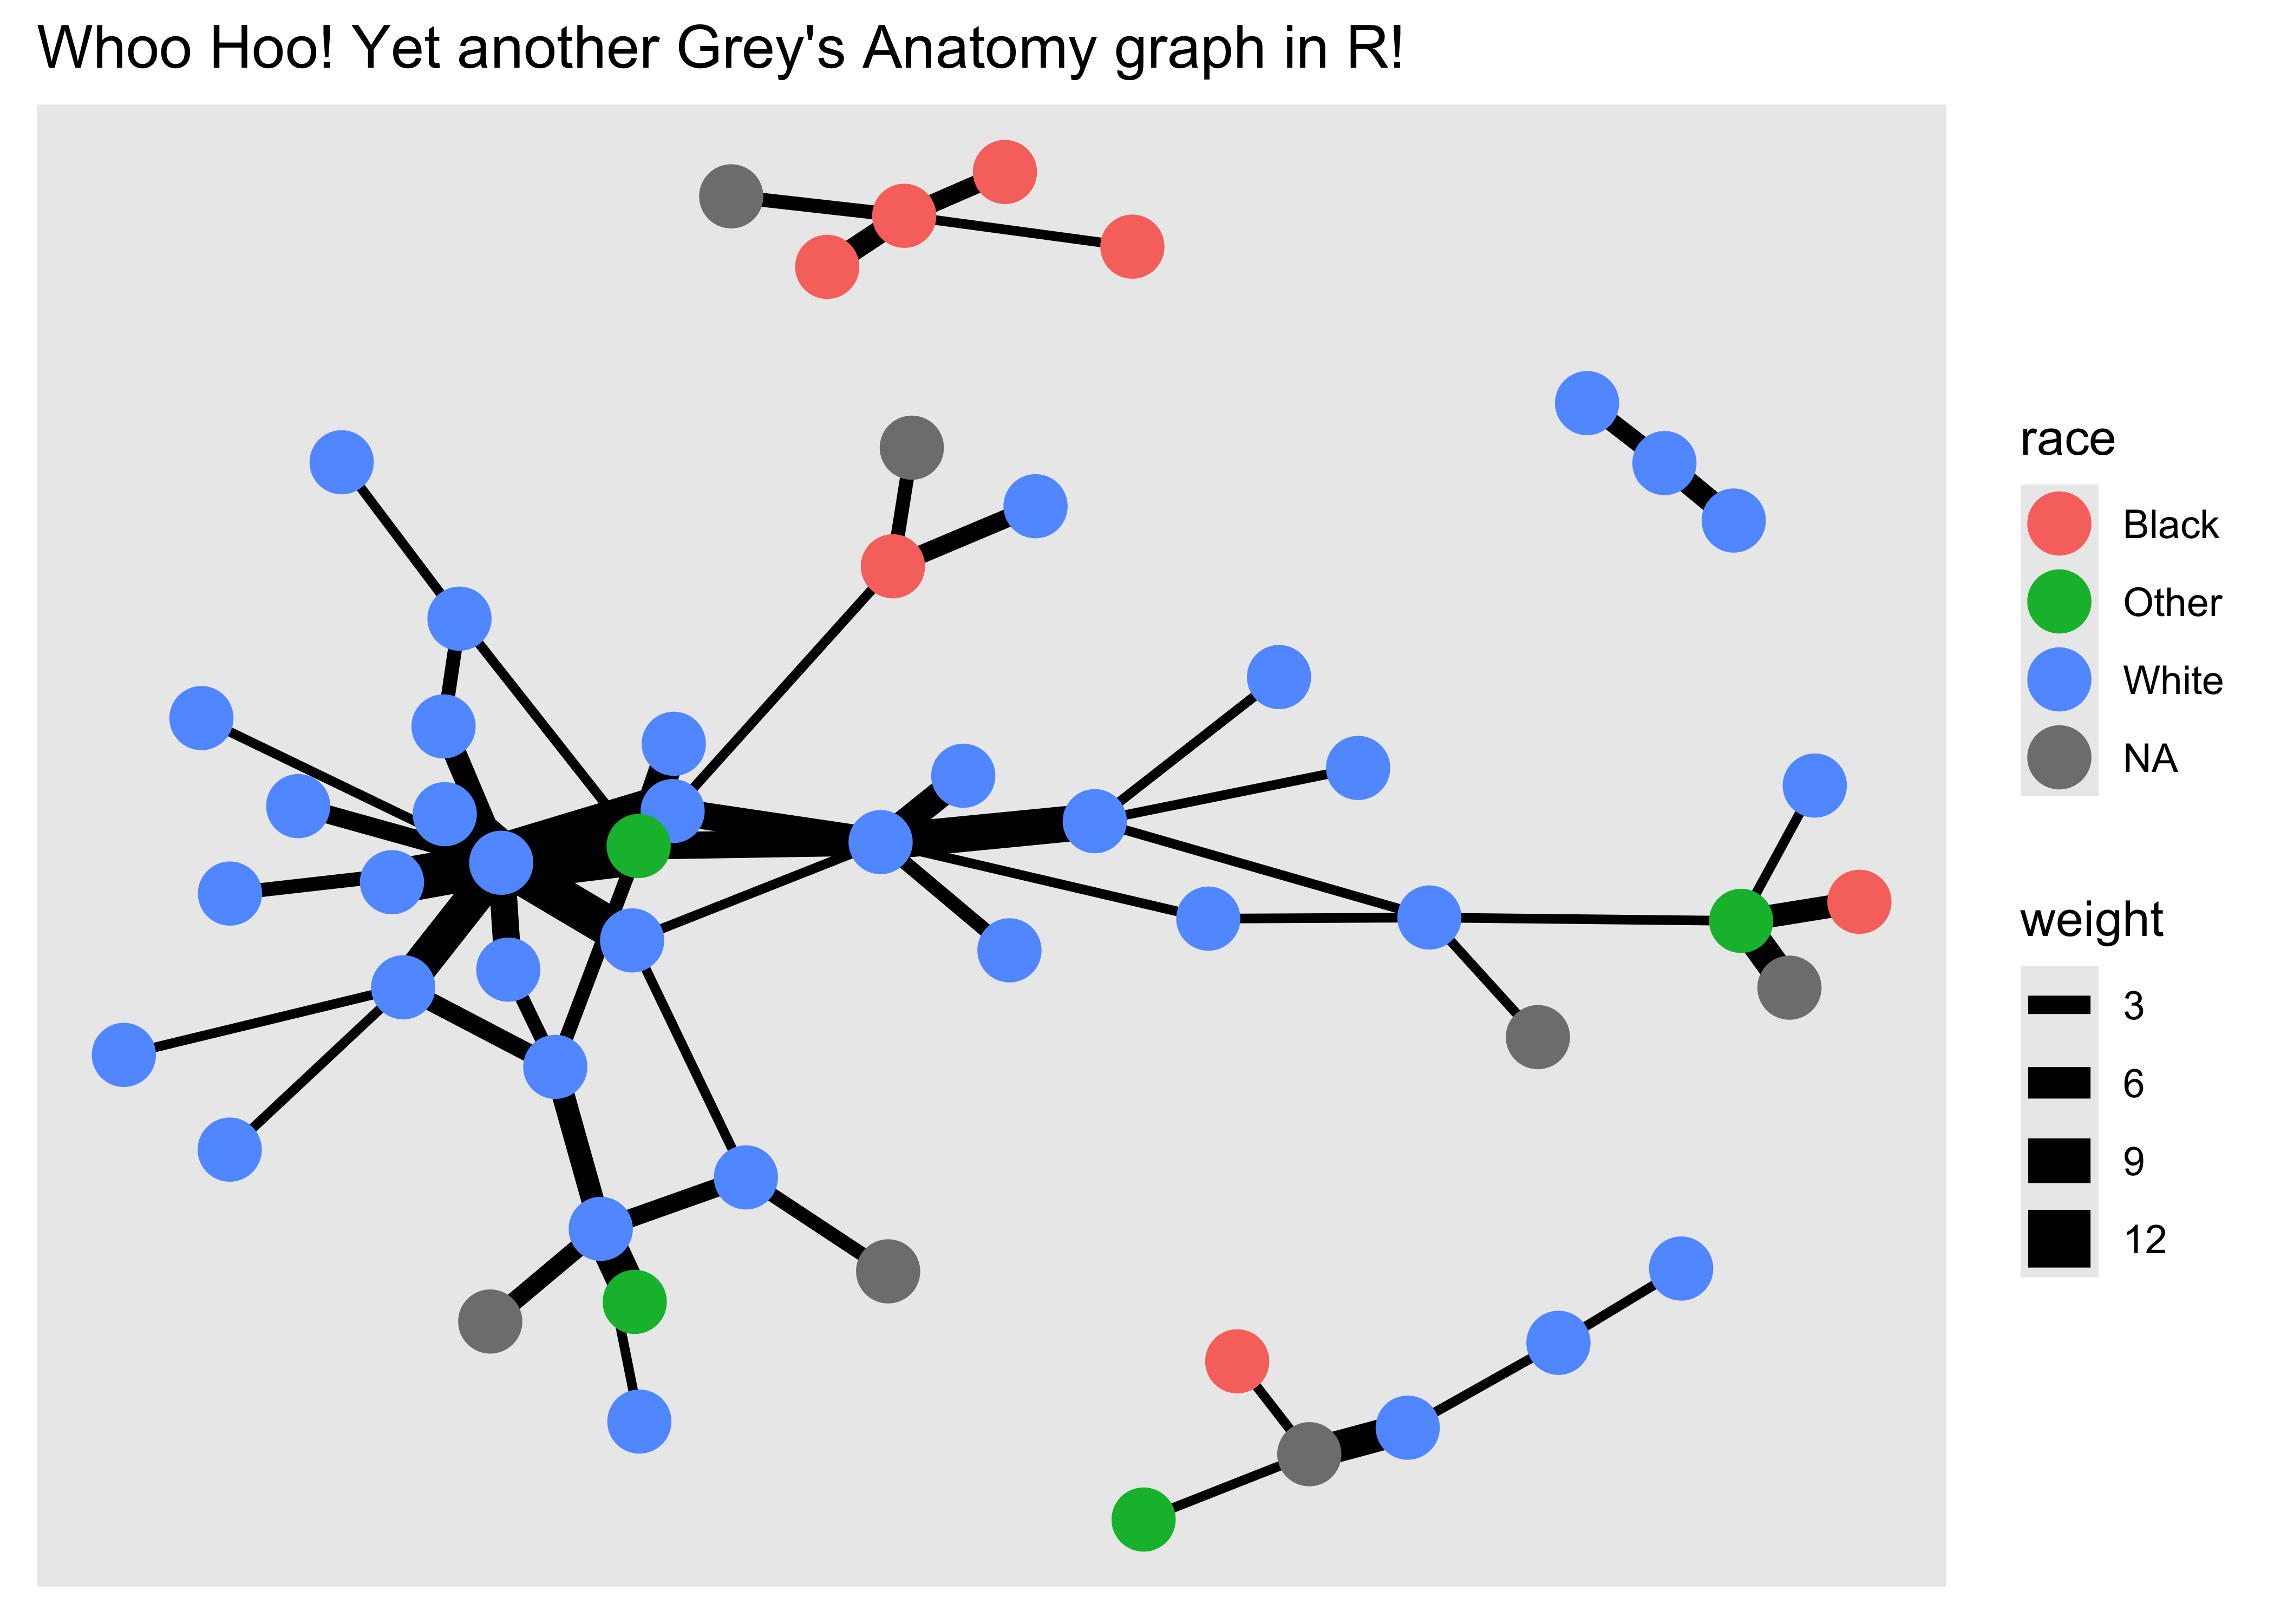 Whoo Hoo! Yet another Grey's Anatomy graph in R!
race
Black
Other
White
NA
weight
3
6
9
12